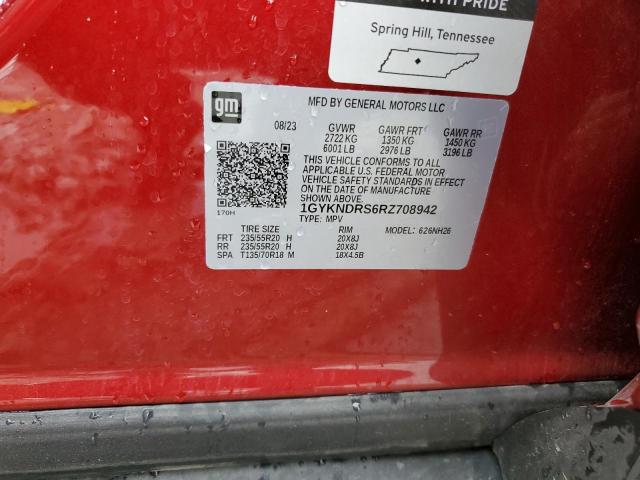 PRIDE
Spring Hill, Tennessee
gm
MFD BY GENERAL MOTORS LLC
08/23 GVWR GAWR FRT GAWR RR
2722 KG 1350 KG 1450 KG
6001 LB 2976 LB 3196 LB
THIS VEHICLE CONFORMS TO ALL
APPLICABLE U.S. FEDERAL MOTOR
VEHICLE SAFETY STANDARDS IN EFFECT
ON THE DATE OF MANUFACTURE
SHOWN ABOVE.
170H 1GYKNDRS6RZ708942
TYPE: MPV
TIRE SIZE RIM MODEL: 626NH26
FRT 235/55R20 H 20X8J
RR 235/55R20 H 20X8J
SPA T135/70R18 M 18X4.5B